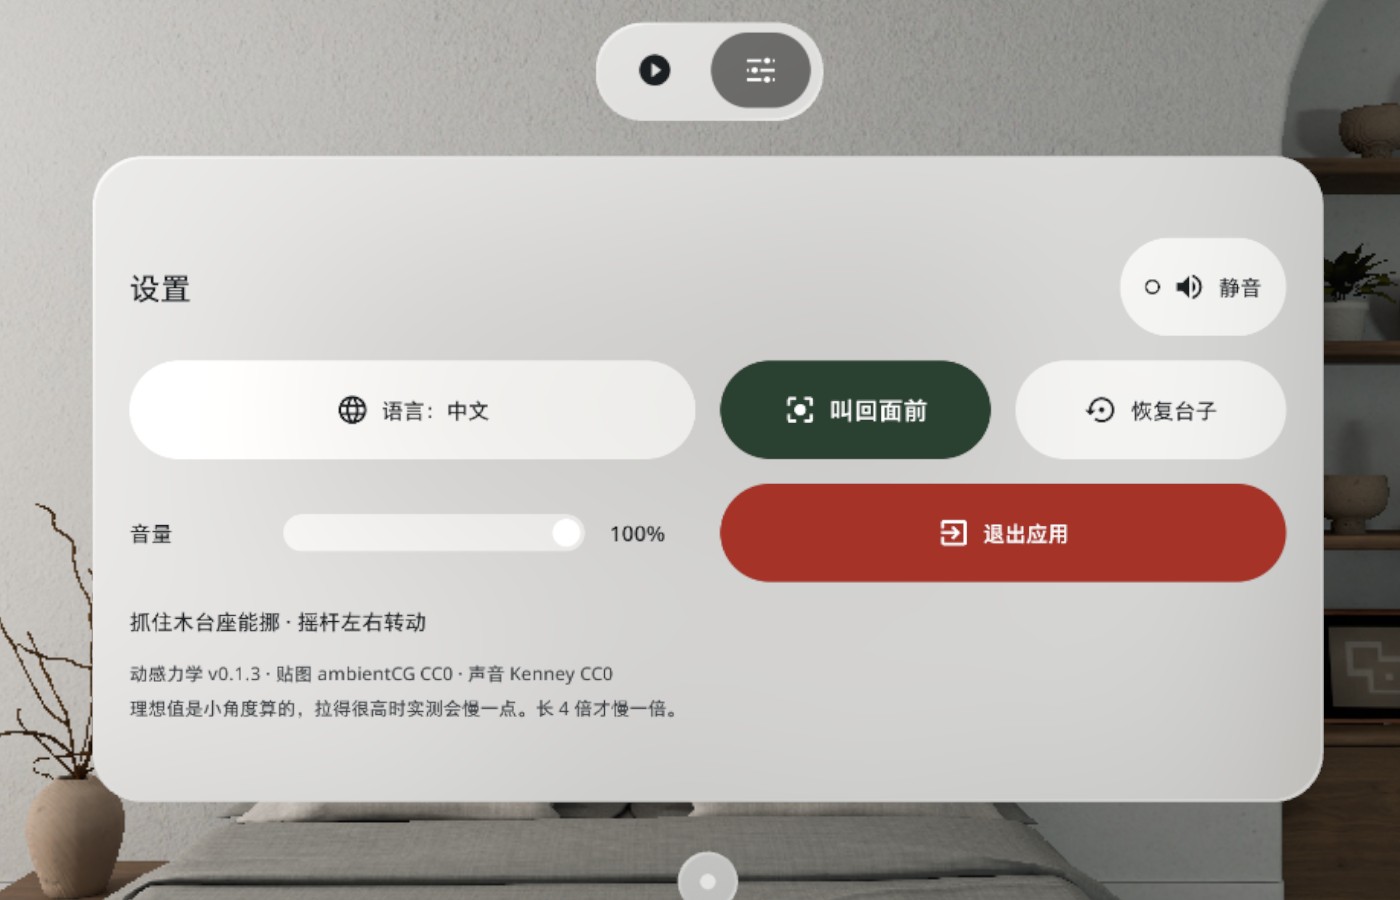 设置
静音
语言：中文
叫回面前
恢复台子
音量
100%
退出应用
抓住木台座能挪 · 摇杆左右转动
动感力学 v0.1.3 · 贴图 ambientCG CC0 · 声音 Kenney CC0
理想值是小角度算的，拉得很高时实测会慢一点。长 4 倍才慢一倍。